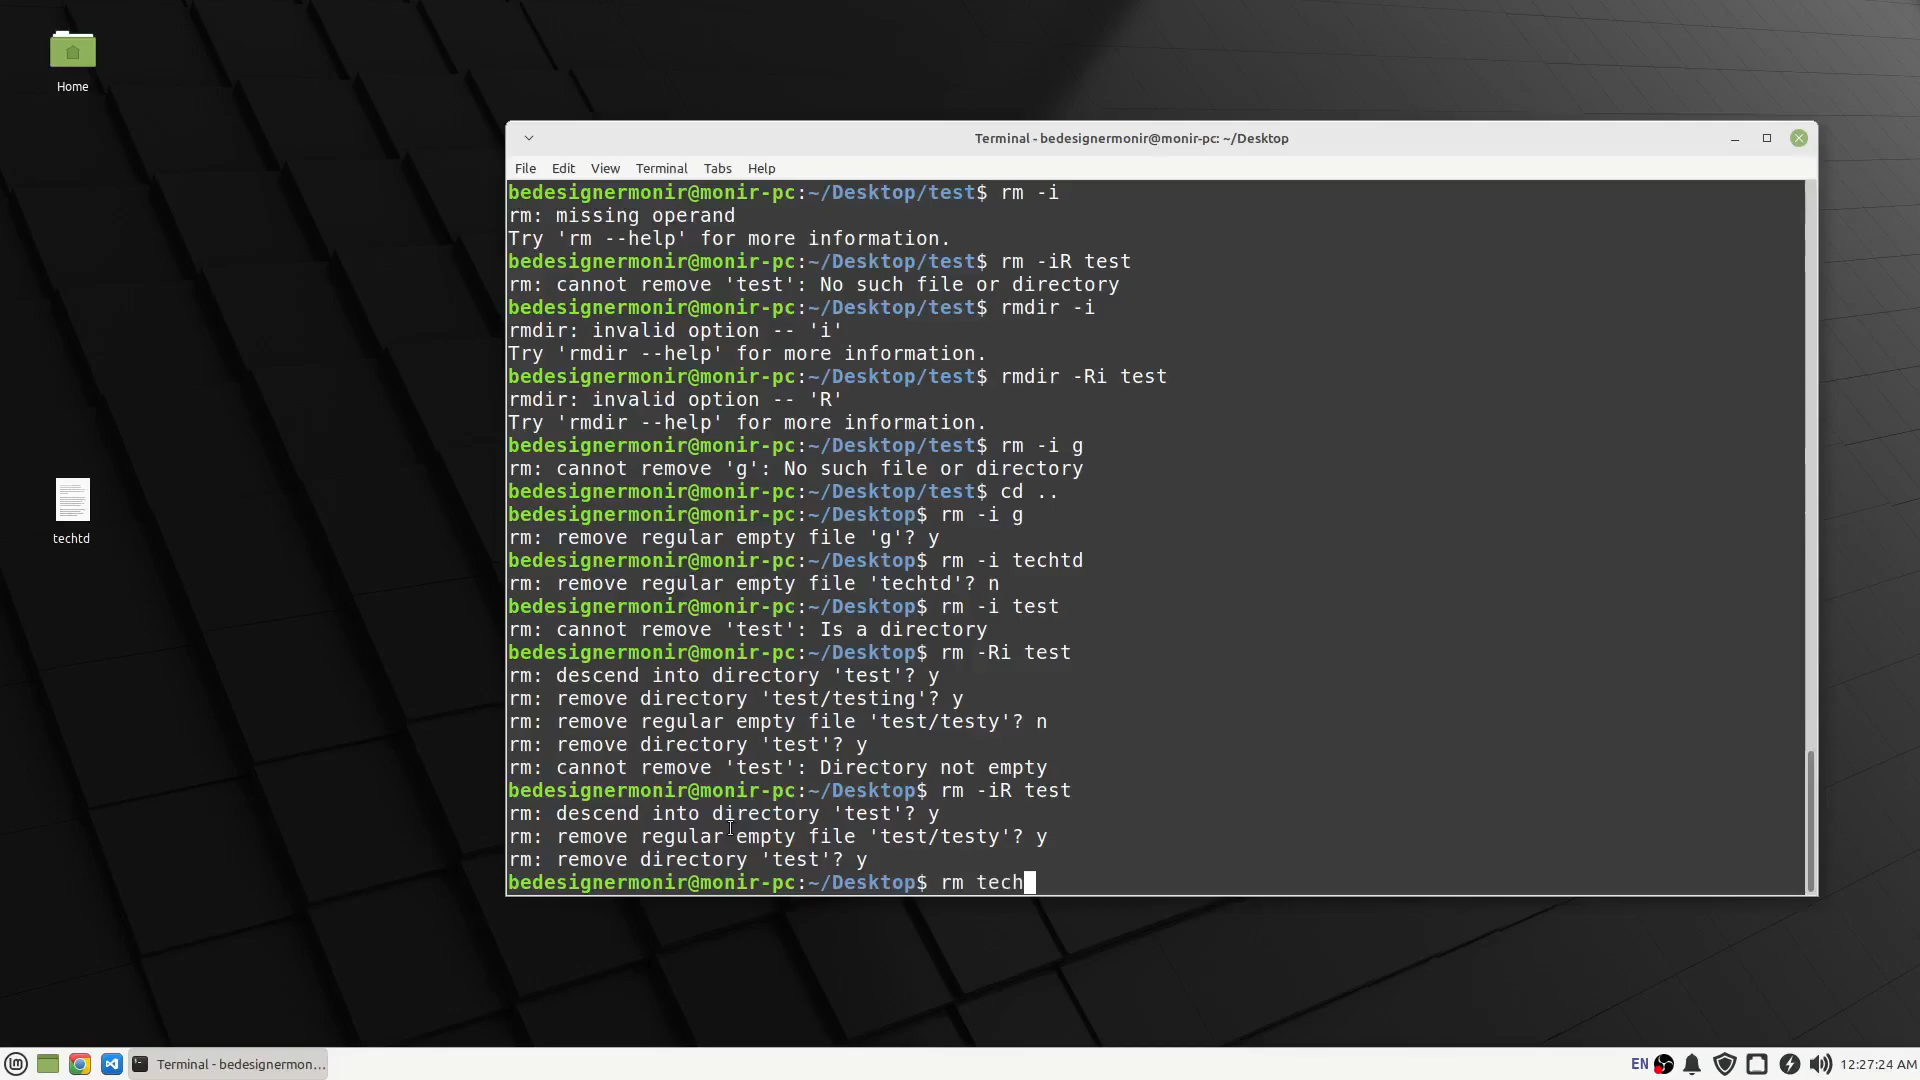 Home
techtd
Terminal - bedesignermonir@monir-pc: ~/Desktop
File Edit View Terminal Tabs Help
bedesignermonir@monir-pc:~/Desktop/test$ rm -i
rm: missing operand
Try 'rm --help' for more information.
bedesignermonir@monir-pc:~/Desktop/test$ rm -iR test
rm: cannot remove 'test': No such file or directory
bedesignermonir@monir-pc:~/Desktop/test$ rmdir -i
rmdir: invalid option -- 'i'
Try 'rmdir --help' for more information.
bedesignermonir@monir-pc:~/Desktop/test$ rmdir -Ri test
rmdir: invalid option -- 'R'
Try 'rmdir --help' for more information.
bedesignermonir@monir-pc:~/Desktop/test$ rm -i g
rm: cannot remove 'g': No such file or directory
bedesignermonir@monir-pc:~/Desktop/test$ cd ..
bedesignermonir@monir-pc:~/Desktop$ rm -i g
rm: remove regular empty file 'g'? y
bedesignermonir@monir-pc:~/Desktop$ rm -i techtd
rm: remove regular empty file 'techtd'? n
bedesignermonir@monir-pc:~/Desktop$ rm -i test
rm: cannot remove 'test': Is a directory
bedesignermonir@monir-pc:~/Desktop$ rm -Ri test
rm: descend into directory 'test'? y
rm: remove directory 'test/testing'? y
rm: remove regular empty file 'test/testy'? n
rm: remove directory 'test'? y
rm: cannot remove 'test': Directory not empty
bedesignermonir@monir-pc:~/Desktop$ rm -iR test
rm: descend into directory 'test'? y
rm: remove regular empty file 'test/testy'? y
rm: remove directory 'test'? y
bedesignermonir@monir-pc:~/Desktop$ rm tech
Terminal - bedesignermon...
EN
12:27:24 AM